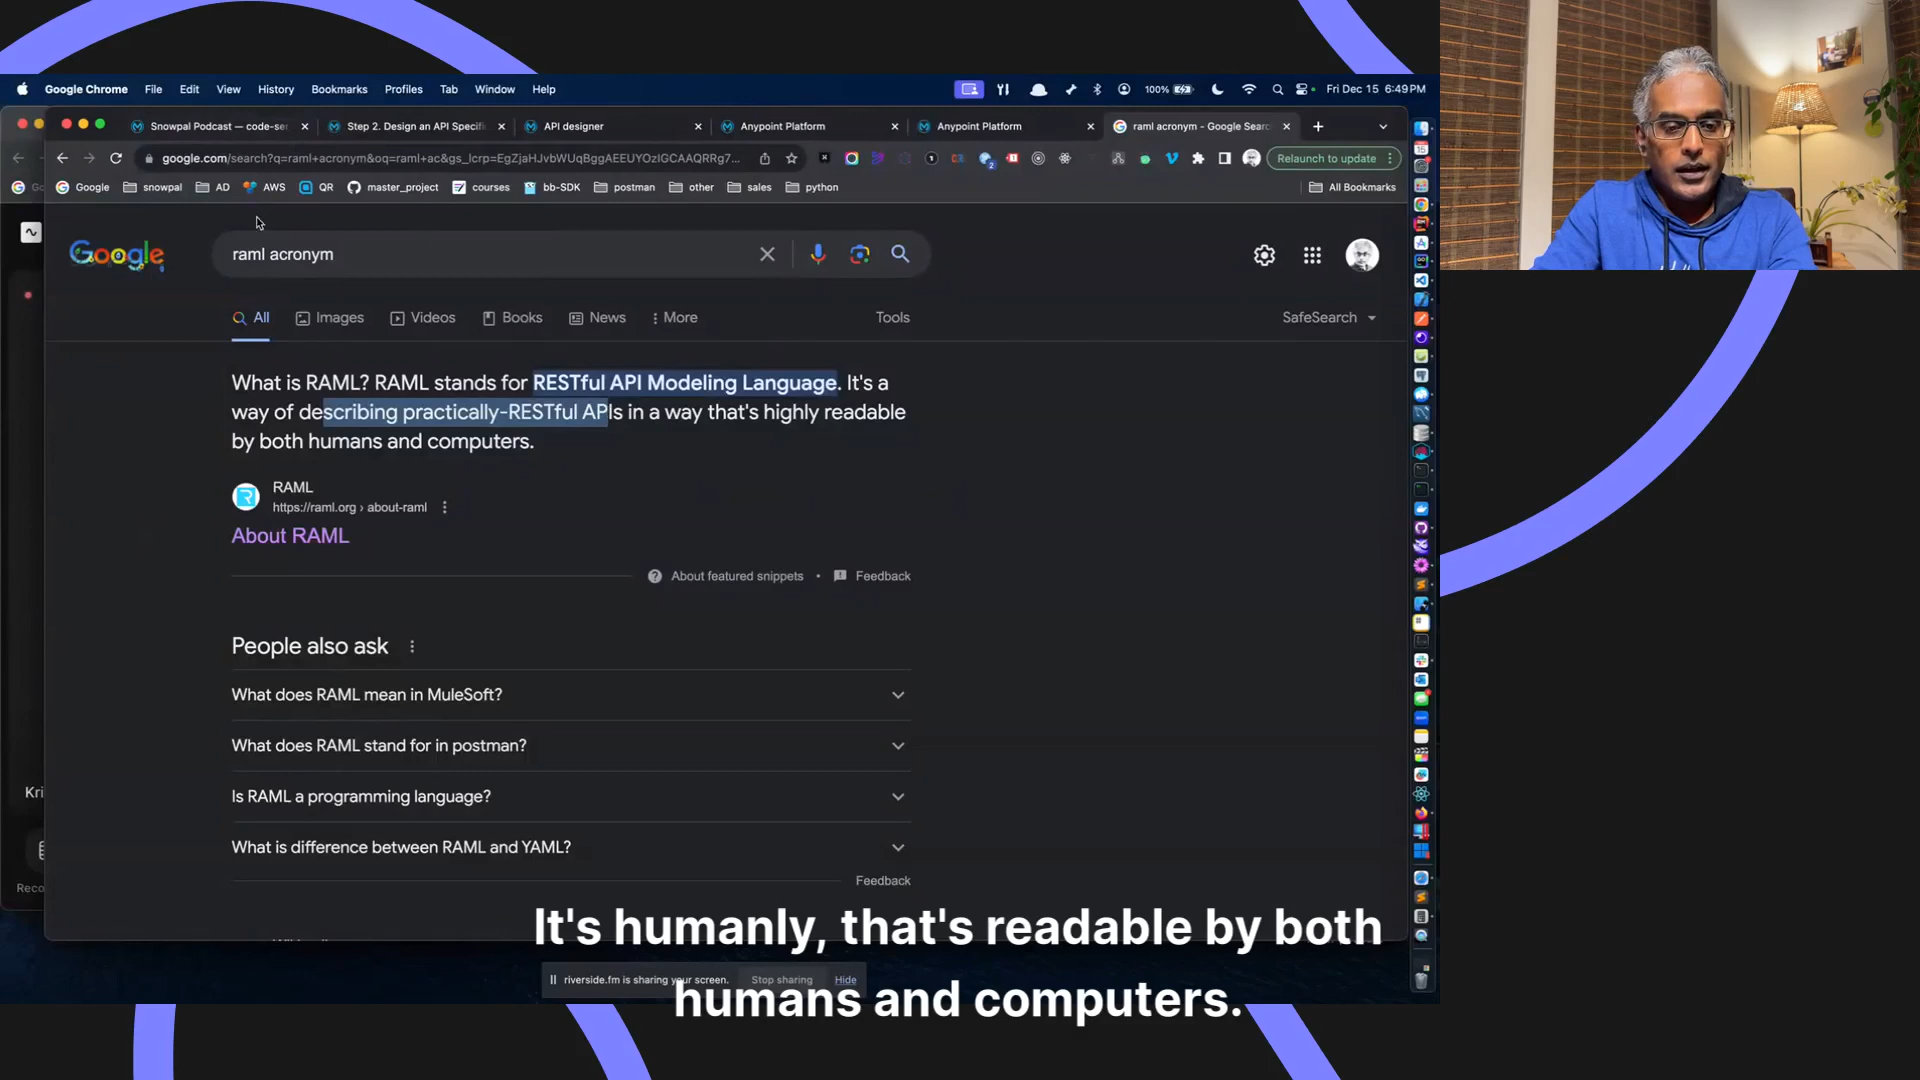 Google Chrome File Edit View History Bookmarks Profiles Tab Window Help
100% Fri Dec 15 6:49 PM
Snowpal Podcast — code-ser
Step 2. Design an API Specifi
API designer
Anypoint Platform
Anypoint Platform
raml acronym - Google Searc
google.com/search?q=raml+acronym&oq=raml+ac&gs_lcrp=EgZjaHJvbWUqBggAEEUYOzIGCAAQRRg7...
Relaunch to update
Google snowpal AD AWS QR master_project courses bb-SDK postman other sales python
All Bookmarks
Google
raml acronym
All Images Videos Books News More Tools
SafeSearch
What is RAML? RAML stands for RESTful API Modeling Language. It's a
way of describing practically-RESTful APIs in a way that's highly readable
by both humans and computers.
RAML
https://raml.org › about-raml
About RAML
About featured snippets • Feedback
People also ask
What does RAML mean in MuleSoft?
What does RAML stand for in postman?
Kri
Is RAML a programming language?
What is difference between RAML and YAML?
Reco
Feedback
It's humanly, that's readable by both
riverside.fm is sharing your screen. Stop sharing Hide
humans and computers.